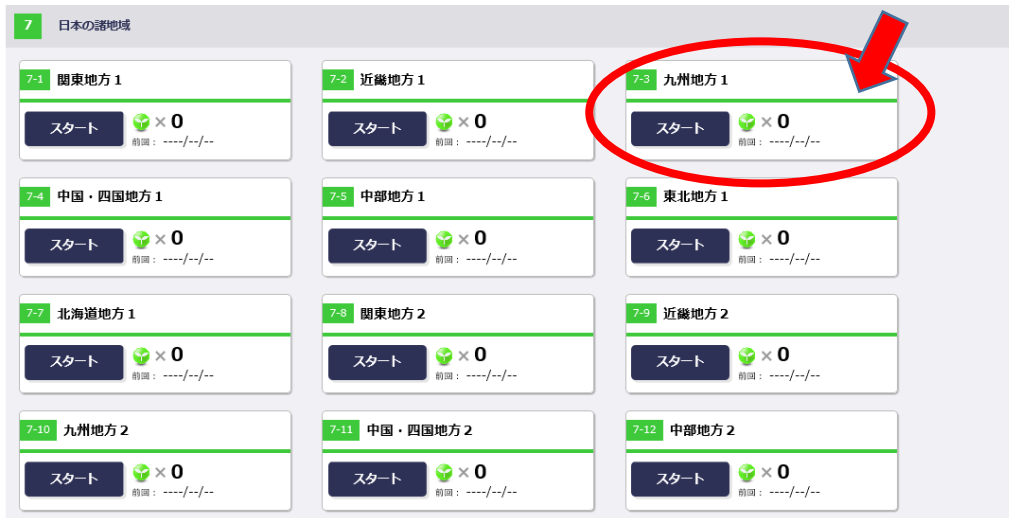 7 日本の諸地域
7-1 関東地方1
スタート × 0
前回： ----/--/--
7-2 近畿地方1
スタート × 0
前回： ----/--/--
7-3 九州地方1
スタート × 0
前回： ----/--/--
7-4 中国・四国地方1
スタート × 0
前回： ----/--/--
7-5 中部地方1
スタート × 0
前回： ----/--/--
7-6 東北地方1
スタート × 0
前回： ----/--/--
7-7 北海道地方1
スタート × 0
前回： ----/--/--
7-8 関東地方2
スタート × 0
前回： ----/--/--
7-9 近畿地方2
スタート × 0
前回： ----/--/--
7-10 九州地方2
スタート × 0
前回： ----/--/--
7-11 中国・四国地方2
スタート × 0
前回： ----/--/--
7-12 中部地方2
スタート × 0
前回： ----/--/--